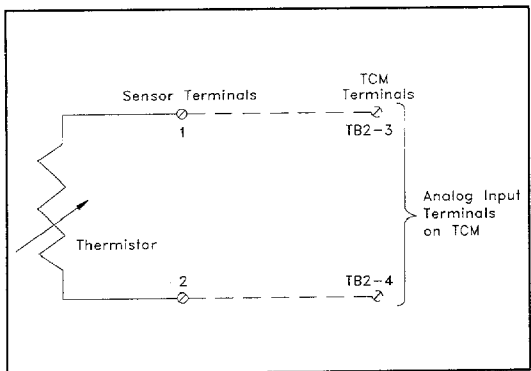 Sensor Terminals
TCM
Terminals
1
TB2-3
Analog Input
Terminals
on TCM
Thermistor
2
TB2-4